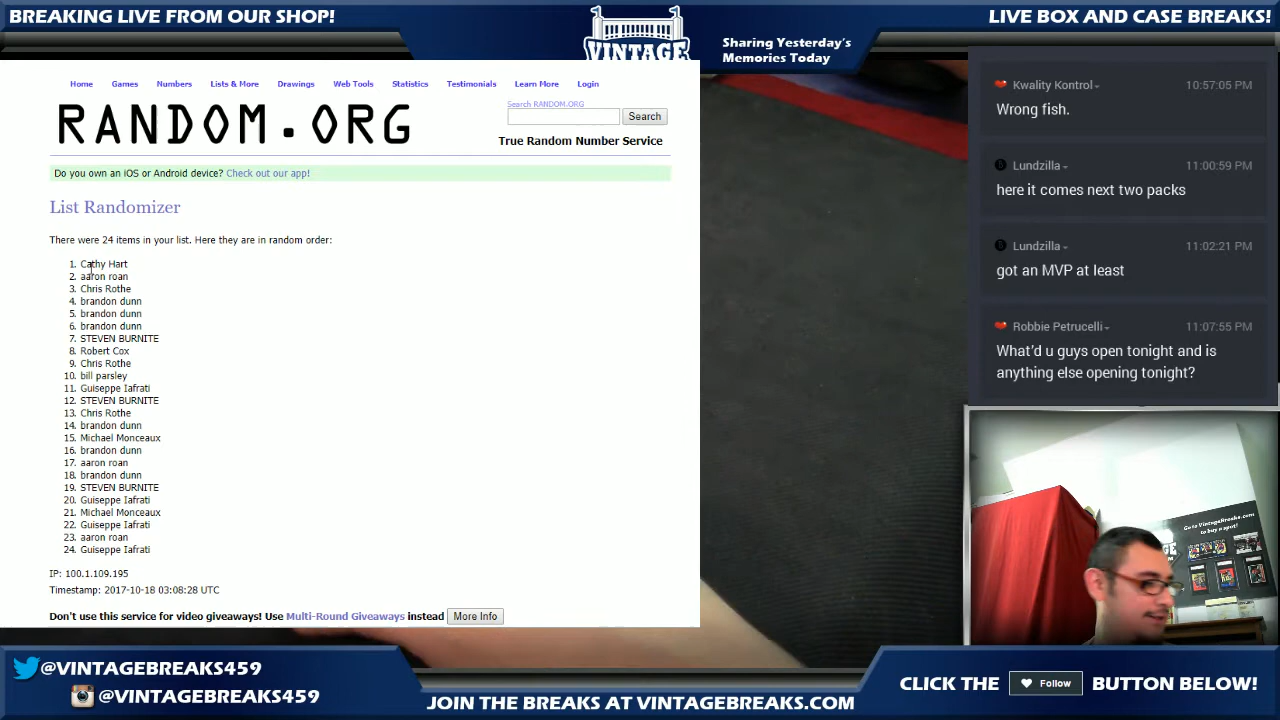 BREAKING LIVE FROM OUR SHOP!
VINTAGE
Sharing Yesterday's
Memories Today
LIVE BOX AND CASE BREAKS!
Home Games Numbers Lists & More Drawings Web Tools Statistics Testimonials Learn More Login
RANDOM.ORG
Search RANDOM.ORG
Search
True Random Number Service
Do you own an iOS or Android device? Check out our app!
List Randomizer
There were 24 items in your list. Here they are in random order:
1. Cathy Hart
2. aaron roan
3. Chris Rothe
4. brandon dunn
5. brandon dunn
6. brandon dunn
7. STEVEN BURNITE
8. Robert Cox
9. Chris Rothe
10. bill parsley
11. Guiseppe Iafrati
12. STEVEN BURNITE
13. Chris Rothe
14. brandon dunn
15. Michael Monceaux
16. brandon dunn
17. aaron roan
18. brandon dunn
19. STEVEN BURNITE
20. Guiseppe Iafrati
21. Michael Monceaux
22. Guiseppe Iafrati
23. aaron roan
24. Guiseppe Iafrati
IP: 100.1.109.195
Timestamp: 2017-10-18 03:08:28 UTC
Don't use this service for video giveaways! Use Multi-Round Giveaways instead More Info
Kwality Kontrol 10:57:05 PM
Wrong fish.
Lundzilla 11:00:59 PM
here it comes next two packs
Lundzilla 11:02:21 PM
got an MVP at least
Robbie Petrucelli 11:07:55 PM
What'd u guys open tonight and is
anything else opening tonight?
Go to VintageBreaks.com
to buy a spot!
@VINTAGEBREAKS459
@VINTAGEBREAKS459
JOIN THE BREAKS AT VINTAGEBREAKS.COM
CLICK THE Follow BUTTON BELOW!